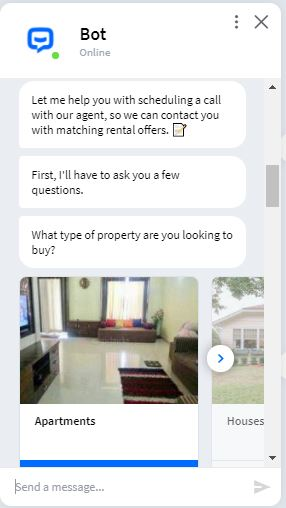 Bot
Online
Let me help you with scheduling a call
with our agent, so we can contact you
with matching rental offers. 📝
First, I'll have to ask you a few
questions.
What type of property are you looking to
buy?
Apartments
Houses
Send a message...